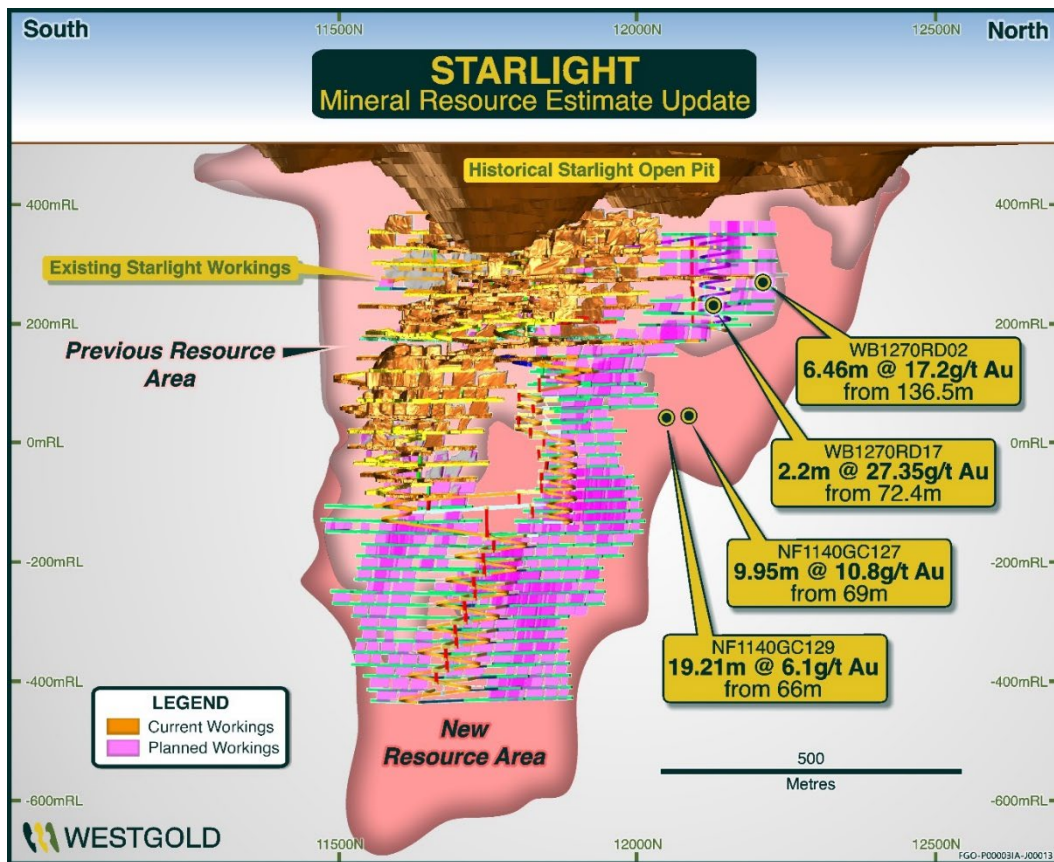 South
11500N
12000N
12500N
North
STARLIGHT
Mineral Resource Estimate Update
Historical Starlight Open Pit
400mRL
400mRL
Existing Starlight Workings
200mRL
200mRL
Previous Resource
Area
WB1270RD02
6.46m @ 17.2g/t Au
from 136.5m
0mRL
0mRL
WB1270RD17
2.2m @ 27.35g/t Au
from 72.4m
-200mRL
-200mRL
NF1140GC127
9.95m @ 10.8g/t Au
from 69m
NF1140GC129
19.21m @ 6.1g/t Au
from 66m
-400mRL
-400mRL
LEGEND
Current Workings
Planned Workings
New
Resource Area
500
Metres
-600mRL
-600mRL
WESTGOLD
11500N
12000N
12500N
FGO-P00003IA-J00013